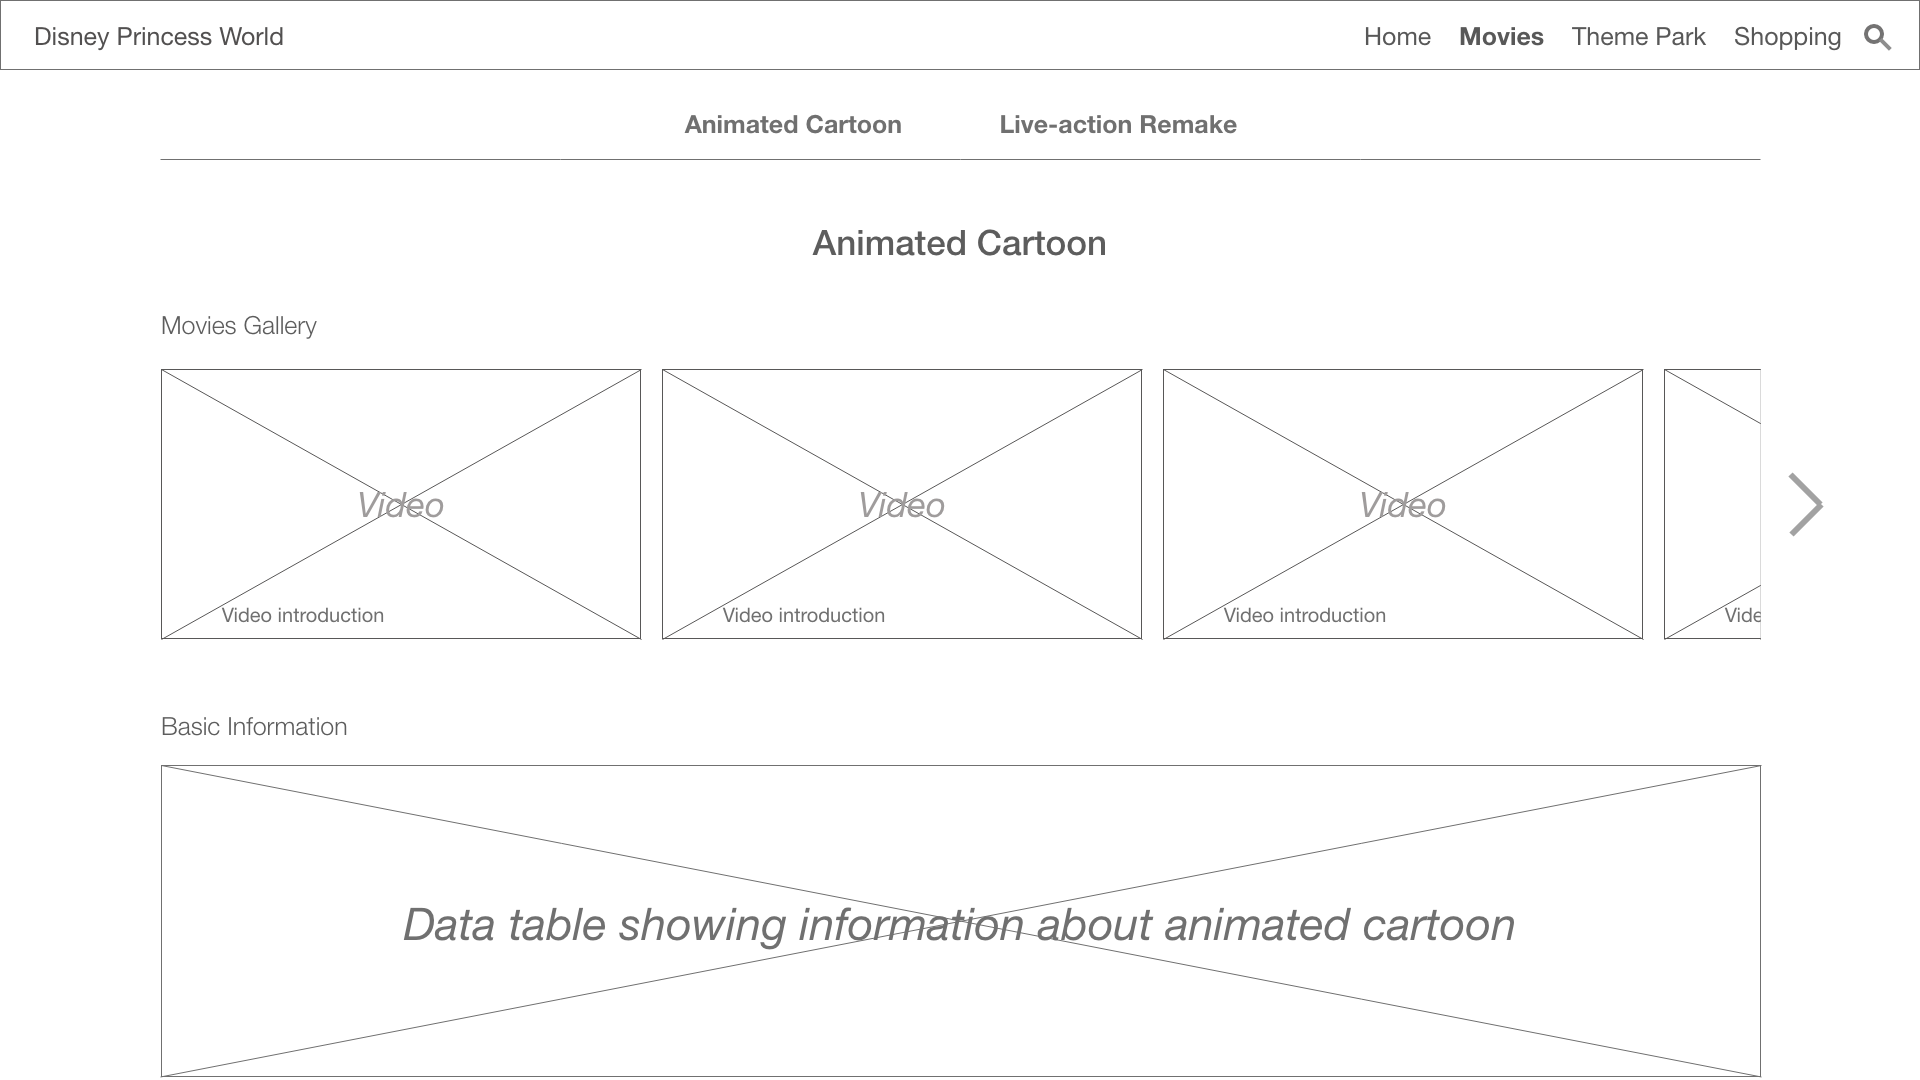 Disney Princess World
Home Movies Theme Park Shopping
Animated Cartoon Live-action Remake
Animated Cartoon
Movies Gallery
Video Video Video
Video introduction Video introduction Video introduction Vide
Basic Information
Data table showing information about animated cartoon